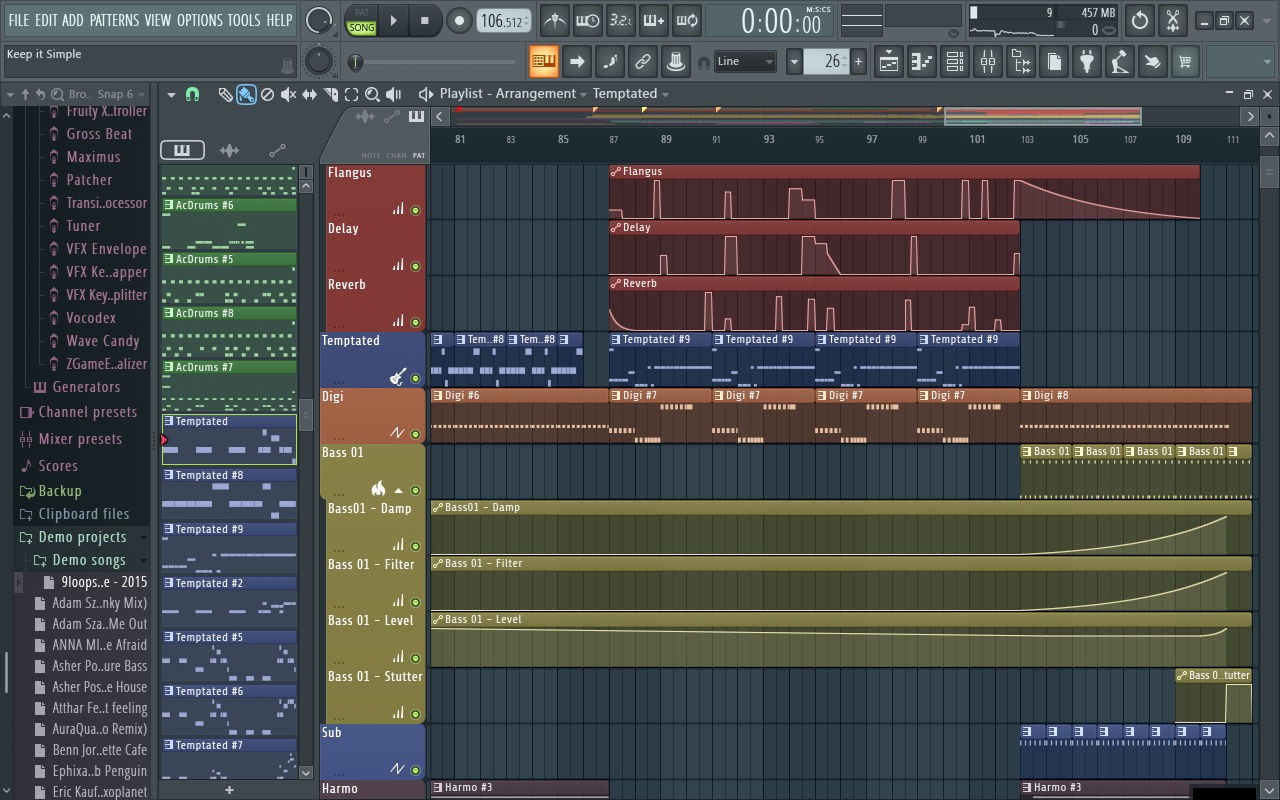 FILE EDIT ADD PATTERNS VIEW OPTIONS TOOLS HELP
PAT
SONG
106.512
3.2.
0:00:00
M:S:CS
9
457 MB
0
Keep it Simple
Line
26
Bro.. Snap 6
Playlist - Arrangement Temptated
NOTE CHAN PAT
81 83 85 87 89 91 93 95 97 99 101 103 105 107 109 111
Fruity X..troller
Gross Beat
Maximus
Patcher
Transi..ocessor
Tuner
VFX Envelope
VFX Ke..apper
VFX Key..plitter
Vocodex
Wave Candy
ZGameE..alizer
Generators
Channel presets
Mixer presets
Scores
Backup
Clipboard files
Demo projects
Demo songs
9loops..e - 2015
Adam Sz..nky Mix)
Adam Sza..Me Out
ANNA Ml..e Afraid
Asher Po..ure Bass
Asher Pos..e House
Atthar Fe..t feeling
AuraQua..o Remix)
Benn Jor..ette Cafe
Ephixa..b Penguin
Eric Kauf..xoplanet
AcDrums #6
AcDrums #5
AcDrums #8
AcDrums #7
Temptated
Temptated #8
Temptated #9
Temptated #2
Temptated #5
Temptated #6
Temptated #7
+
Flangus
Flangus
Delay
Delay
Reverb
Reverb
Temptated
Tem..#8 Tem..#8 Temptated #9 Temptated #9 Temptated #9 Temptated #9
Digi
Digi #6 Digi #7 Digi #7 Digi #7 Digi #7 Digi #8
Bass 01
Bass 01 Bass 01 Bass 01 Bass 01
Bass01 - Damp
Bass01 - Damp
Bass 01 - Filter
Bass 01 - Filter
Bass 01 - Level
Bass 01 - Level
Bass 01 - Stutter
Bass 0..tutter
Sub
Harmo
Harmo #3 Harmo #3